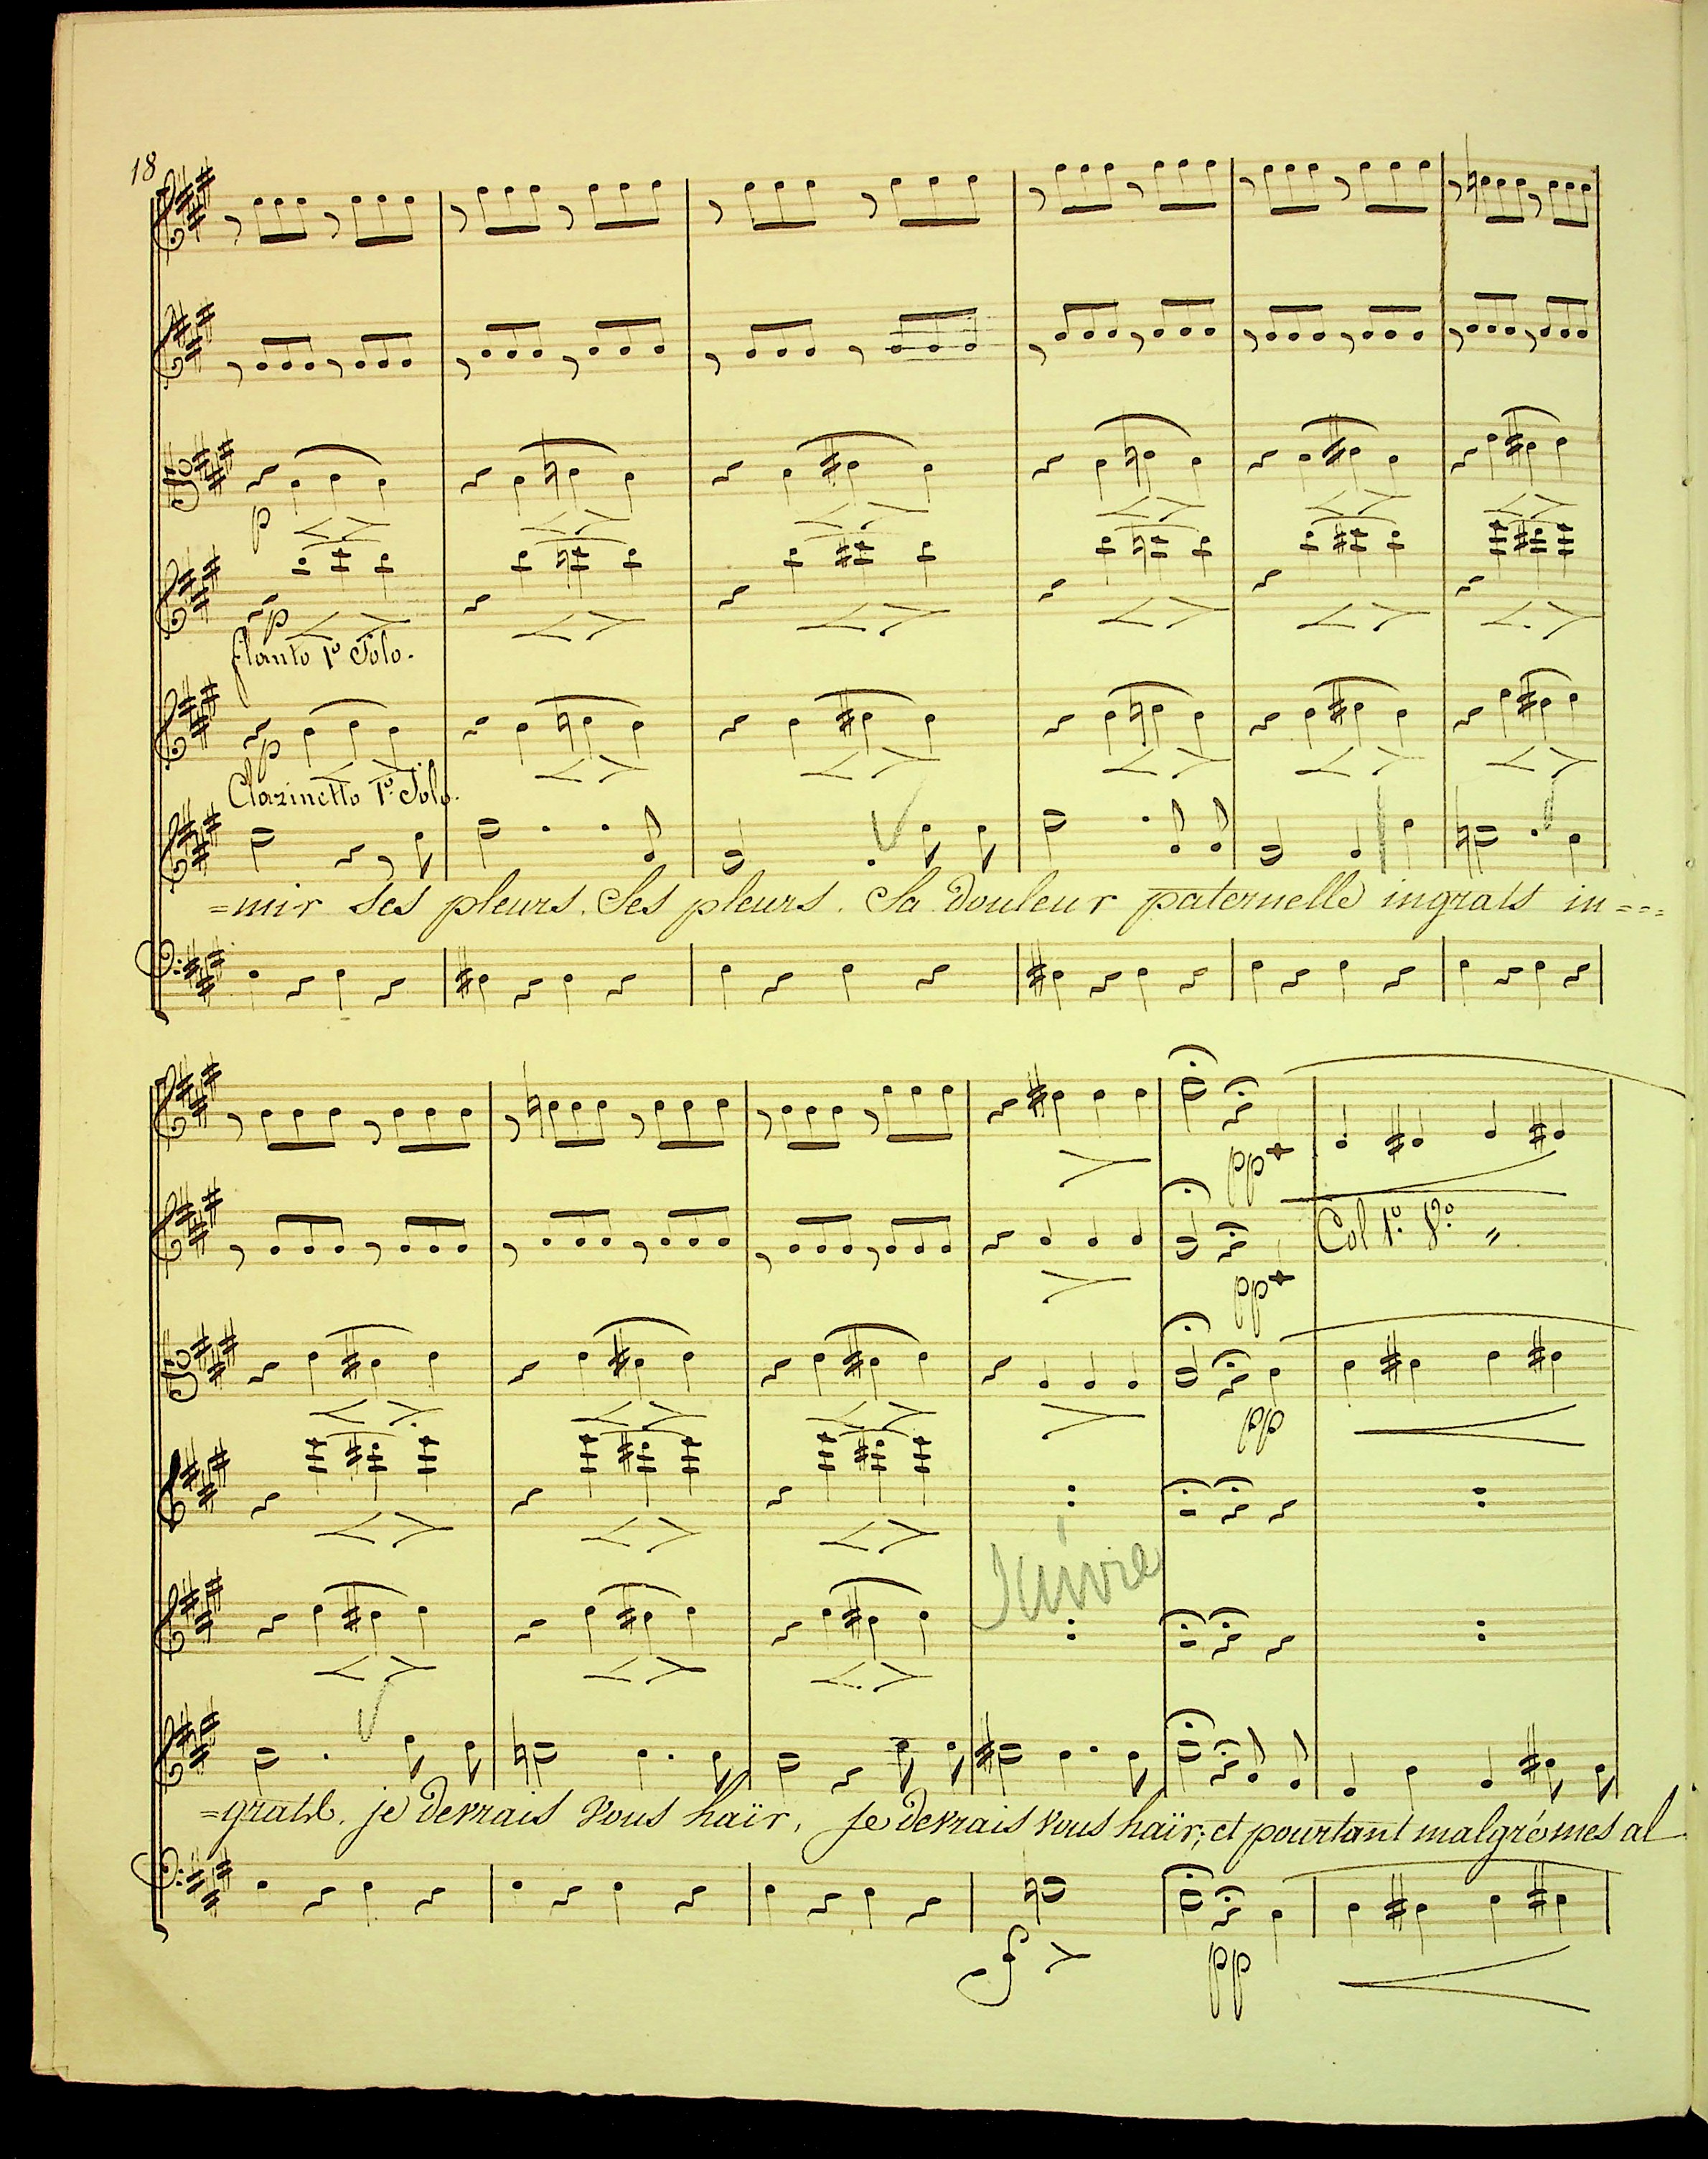 18
p
p
flauto 1º Solo.
p
Clarinetto 1º Solo.
=mir ses pleurs. Ses pleurs. Sa douleur paternelle ingrats in---
pp
Col 1º. Vº. "
pp
pp
Suivre
=grats. je devrais vous haïr, je devrais vous haïr; et pourtant malgré mes al
f
pp